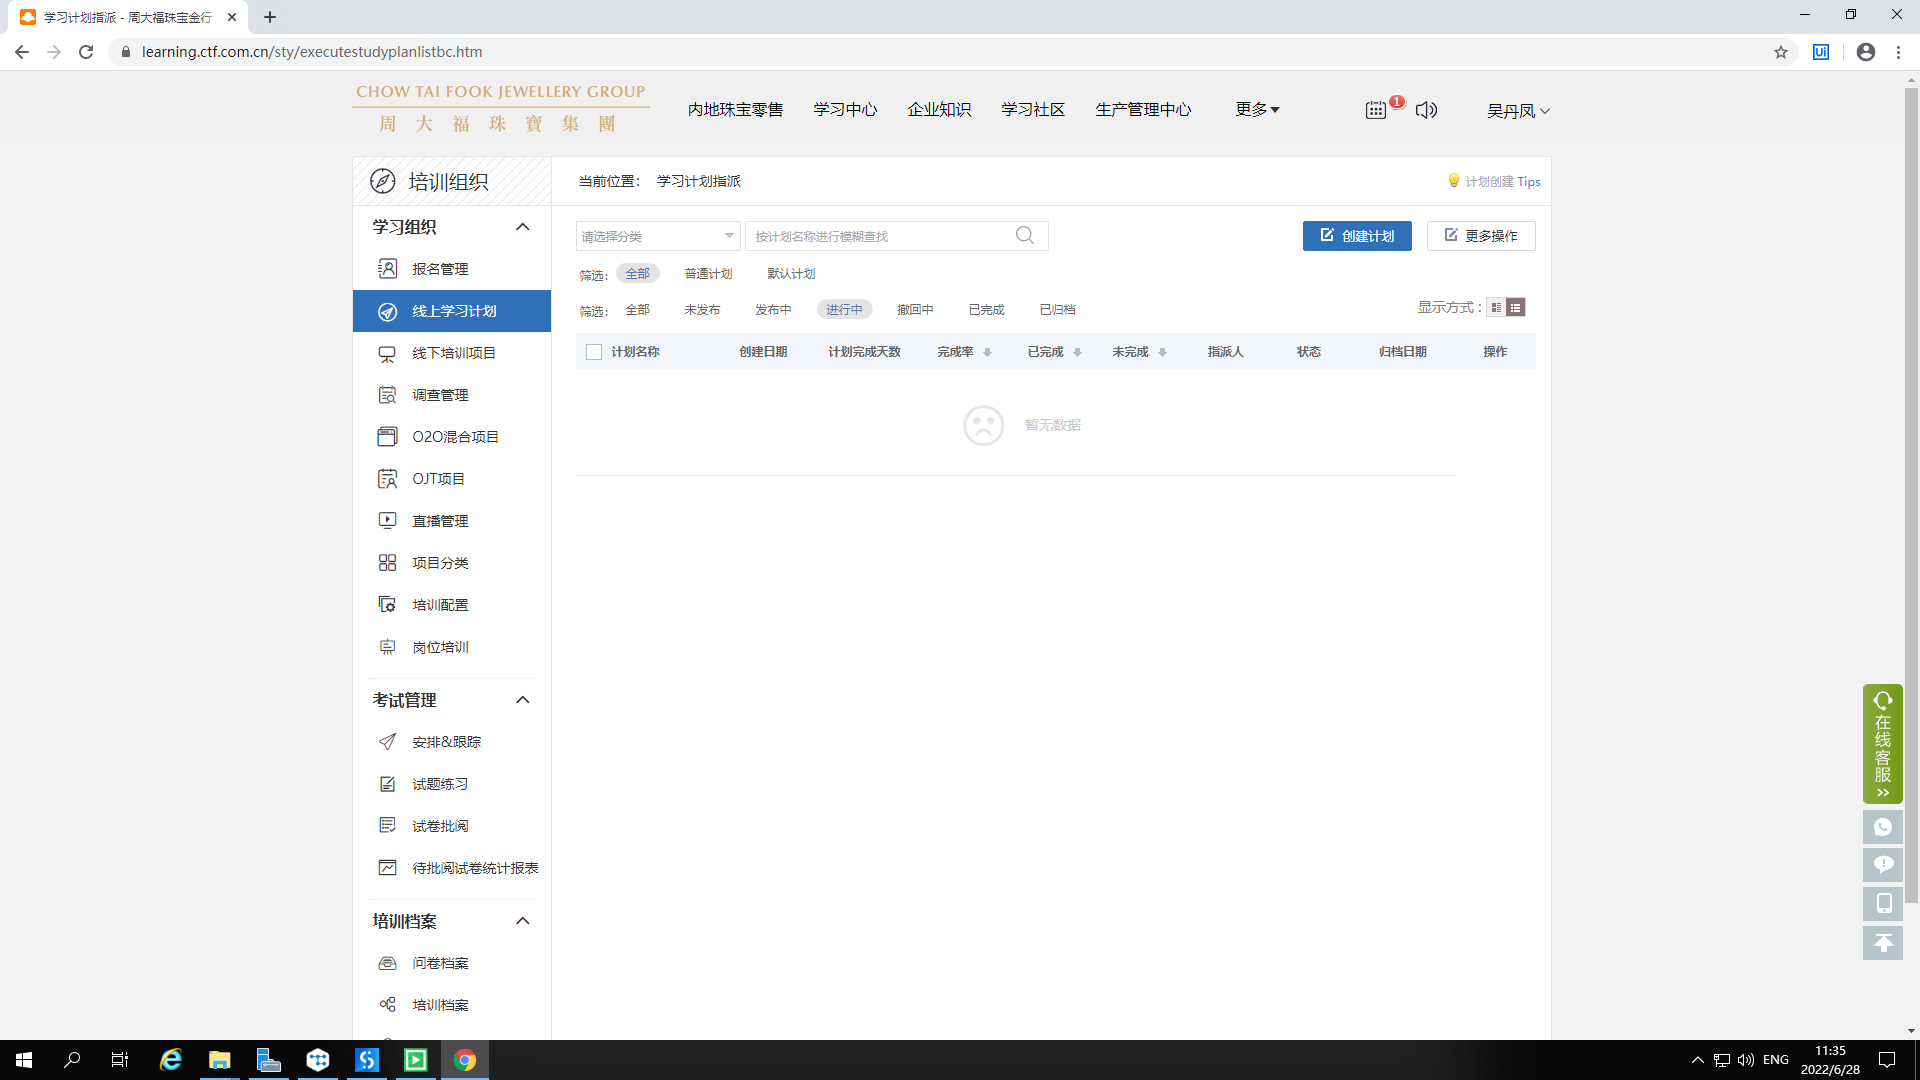 学习计划指派 - 周大福珠宝金行
learning.ctf.com.cn/sty/executestudyplanlistbc.htm
CHOW TAI FOOK JEWELLERY GROUP
周大福珠寶集團
内地珠宝零售 学习中心 企业知识 学习社区 生产管理中心 更多 1 吴丹凤
培训组织
当前位置： 学习计划指派
计划创建 Tips
学习组织
报名管理
线上学习计划
线下培训项目
调查管理
O2O混合项目
OJT项目
直播管理
项目分类
培训配置
岗位培训
考试管理
安排&跟踪
试题练习
试卷批阅
待批阅试卷统计报表
培训档案
问卷档案
培训档案
请选择分类 按计划名称进行模糊查找 创建计划 更多操作
筛选: 全部 普通计划 默认计划
筛选: 全部 未发布 发布中 进行中 撤回中 已完成 已归档 显示方式 :
计划名称 创建日期 计划完成天数 完成率 已完成 未完成 指派人 状态 归档日期 操作
暂无数据
在线客服
Ui
ENG
11:35
2022/6/28